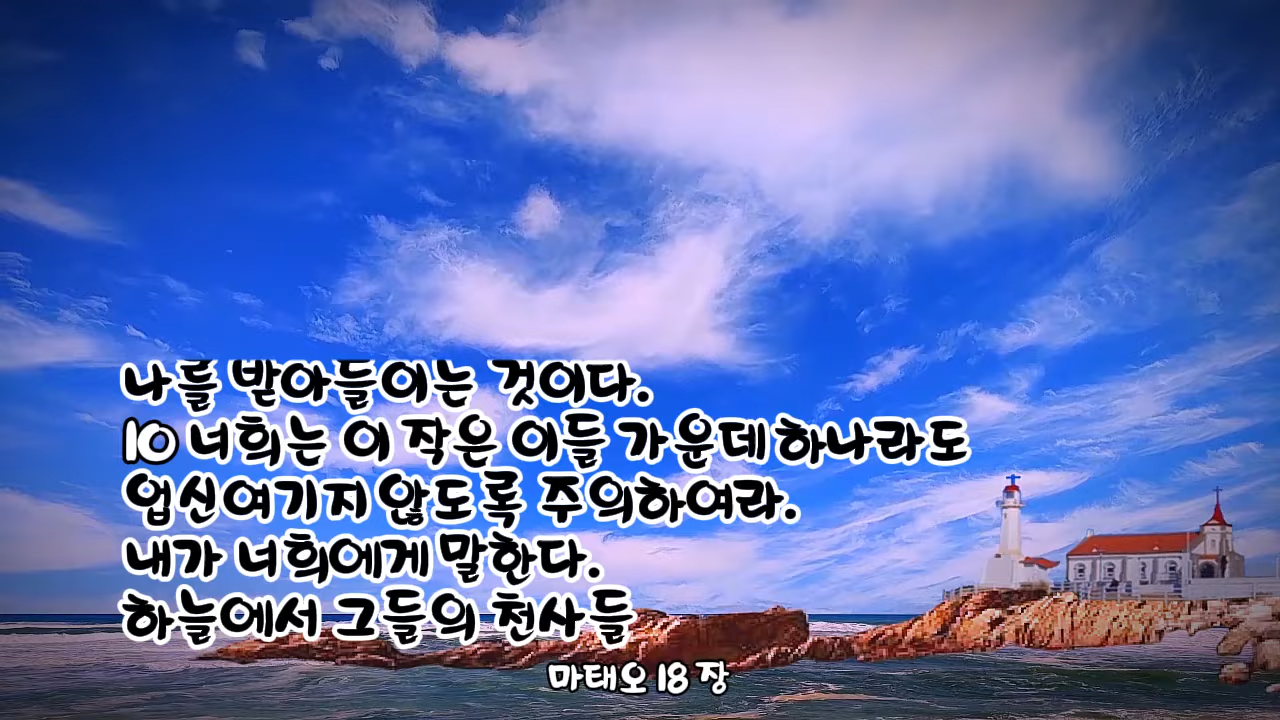 나를 받아들이는 것이다.
10 너희는 이 작은 이들 가운데 하나라도
업신여기지 않도록 주의하여라.
내가 너희에게 말한다.
하늘에서 그들의 천사들
마태오 18 장